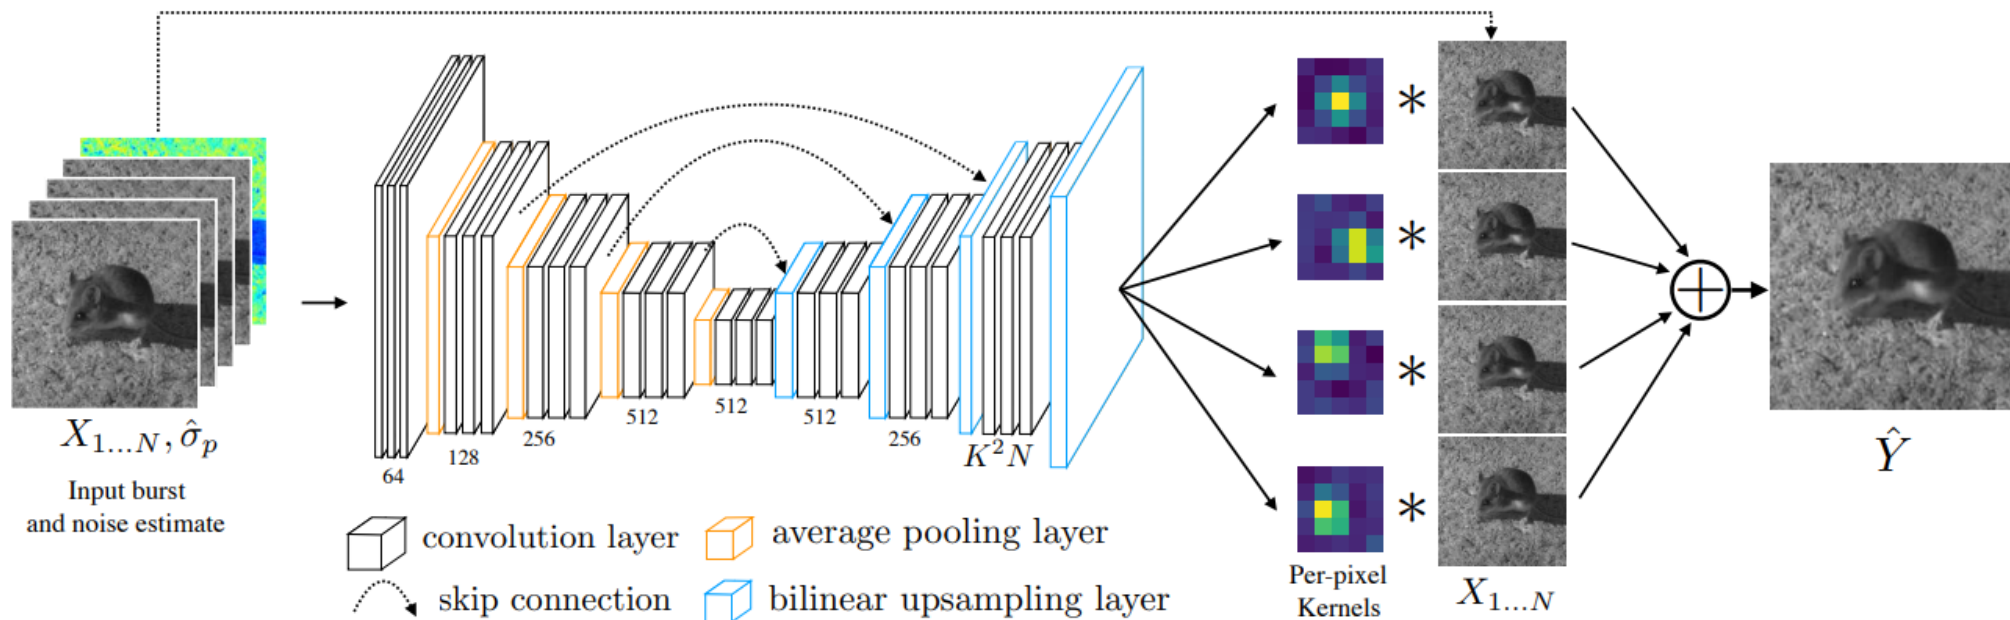 X₁...N, σ̂ₚ
Input burst
and noise estimate
64
128
256
512
512
512
256
K²N
convolution layer
average pooling layer
skip connection
bilinear upsampling layer
*
*
*
*
Per-pixel
Kernels
X₁...N
Ŷ